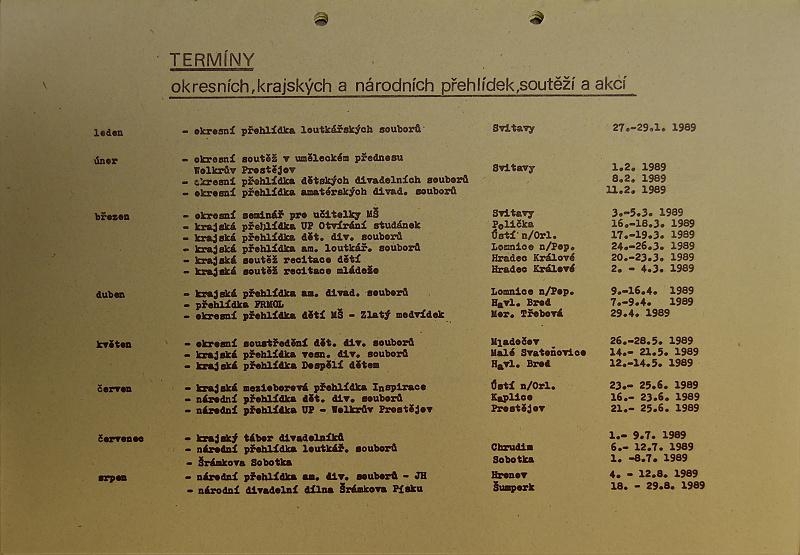 TERMÍNY
okresních, krajských a národních přehlídek, soutěží a akcí
leden - okresní přehlídka loutkářských souborů Svitavy 27.-29.1. 1989
únor - okresní soutěž v uměleckém přednesu
Wolkrův Prostějov Svitavy 1.2. 1989
- okresní přehlídka dětských divadelních souborů 8.2. 1989
- okresní přehlídka amatérských divad. souborů 11.2. 1989
březen - okresní seminář pro učitelky MŠ Svitavy 3.-5.3. 1989
- krajská přehlídka UP Otvírání studánek Polička 16.-18.3. 1989
- krajská přehlídka dět. div. souborů Ústí n/Orl. 17.-19.3. 1989
- krajská přehlídka am. loutkář. souborů Lomnice n/Pop. 24.-26.3. 1989
- krajská soutěž recitace dětí Hradec Králové 20.-23.3. 1989
- krajská soutěž recitace mládeže Hradec Králové 2. - 4.3. 1989
duben - krajská přehlídka am. divad. souborů Lomnice n/Pop. 9.-16.4. 1989
- přehlídka FRMOL Havl. Brod 7.-9.4. 1989
- okresní přehlídka dětí MŠ - Zlatý medvídek Mor. Třebová 29.4. 1989
květen - okresní soustředění dět. div. souborů Mladočov 26.-28.5. 1989
- krajská přehlídka vesn. div. souborů Malé Svatoňovice 14.- 21.5. 1989
- krajská přehlídka Dospělí dětem Havl. Brod 12.-14.5. 1989
červen - krajská mezioborová přehlídka Inspirace Ústí n/Orl. 23.- 25.6. 1989
- národní přehlídka dět. div. souborů Kaplice 16.- 23.6. 1989
- národní přehlídka UP - Wolkrův Prostějov Prostějov 21.- 25.6. 1989
červenec - krajský tábor divadelníků 1.- 9.7. 1989
- národní přehlídka loutkář. souborů Chrudim 6.- 12.7. 1989
- Šrámkova Sobotka Sobotka 1. -8.7. 1989
srpen - národní přehlídka am. div. souborů - JH Hronov 4. - 12.8. 1989
- národní divadelní dílna Šrámkova Písku Šumperk 18. - 29.8. 1989